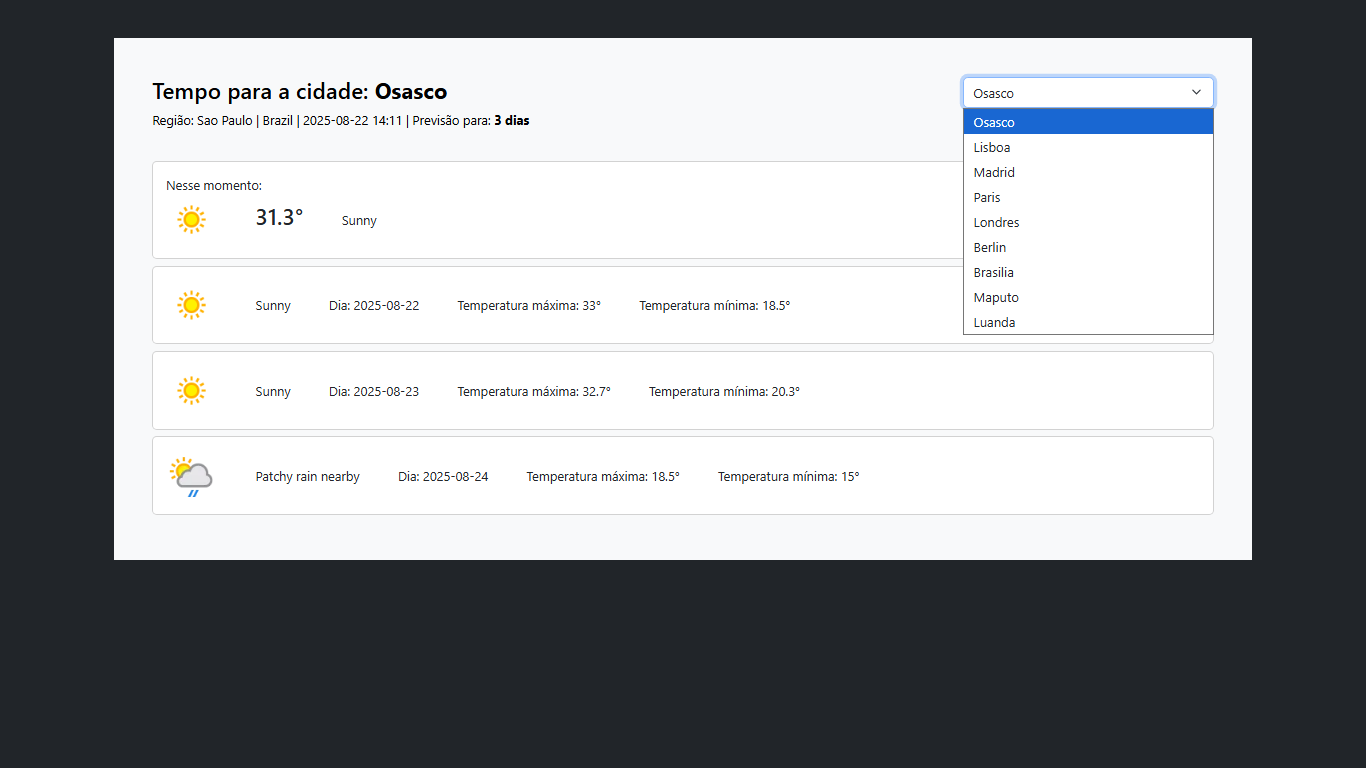 Tempo para a cidade: Osasco
Região: Sao Paulo | Brazil | 2025-08-22 14:11 | Previsão para: 3 dias
Osasco
Osasco
Lisboa
Madrid
Paris
Londres
Berlin
Brasilia
Maputo
Luanda
Nesse momento:
31.3° Sunny
Sunny Dia: 2025-08-22 Temperatura máxima: 33° Temperatura mínima: 18.5°
Sunny Dia: 2025-08-23 Temperatura máxima: 32.7° Temperatura mínima: 20.3°
Patchy rain nearby Dia: 2025-08-24 Temperatura máxima: 18.5° Temperatura mínima: 15°